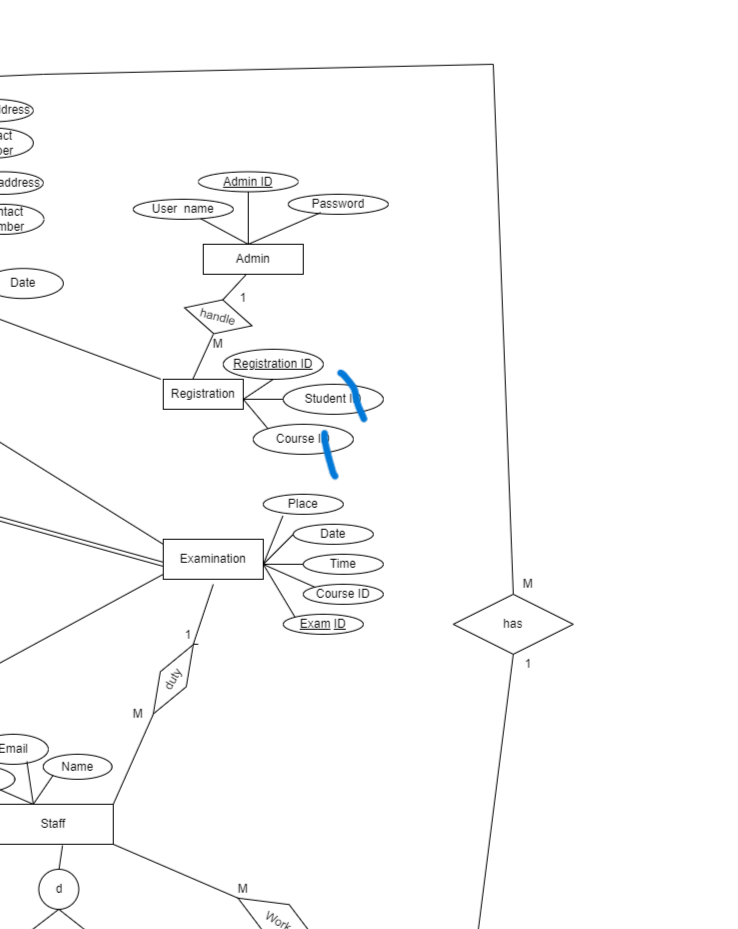 dress
act
ber
address
ntact
mber
Date
Admin ID
User name
Password
Admin
1
handle
M
Registration ID
Registration
Student ID
Course ID
Place
Date
Time
Examination
Course ID
Exam ID
M
has
1
1
duty
M
Email
Name
Staff
d
M
Work